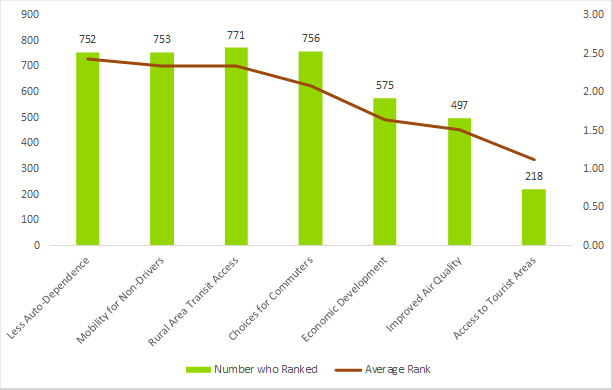 900
800
700
600
500
400
300
200
100
0
3.00
2.50
2.00
1.50
1.00
0.50
0.00
752
753
771
756
575
497
218
Less Auto-Dependence
Mobility for Non-Drivers
Rural Area Transit Access
Choices for Commuters
Economic Development
Improved Air Quality
Access to Tourist Areas
Number who Ranked
Average Rank